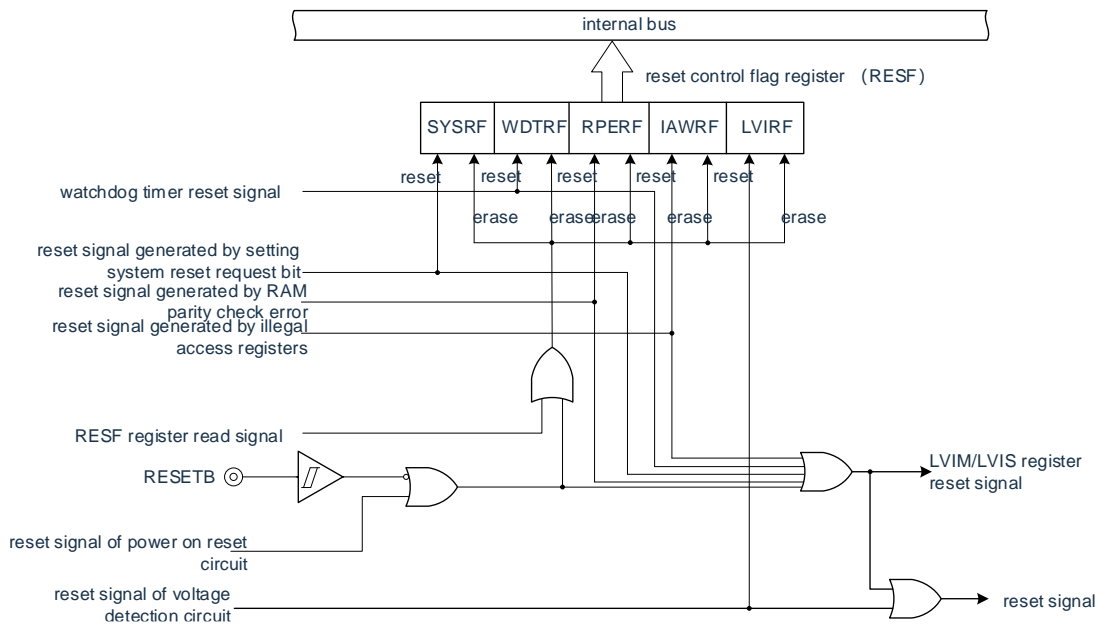 internal bus
reset control flag register （RESF）
SYSRF WDTRF RPERF IAWRF LVIRF
reset reset reset reset reset
watchdog timer reset signal
erase erase erase erase erase
reset signal generated by setting
system reset request bit
reset signal generated by RAM
parity check error
reset signal generated by illegal
access registers
RESF register read signal
RESETB
LVIM/LVIS register
reset signal
reset signal of power on reset
circuit
reset signal of voltage
detection circuit
reset signal